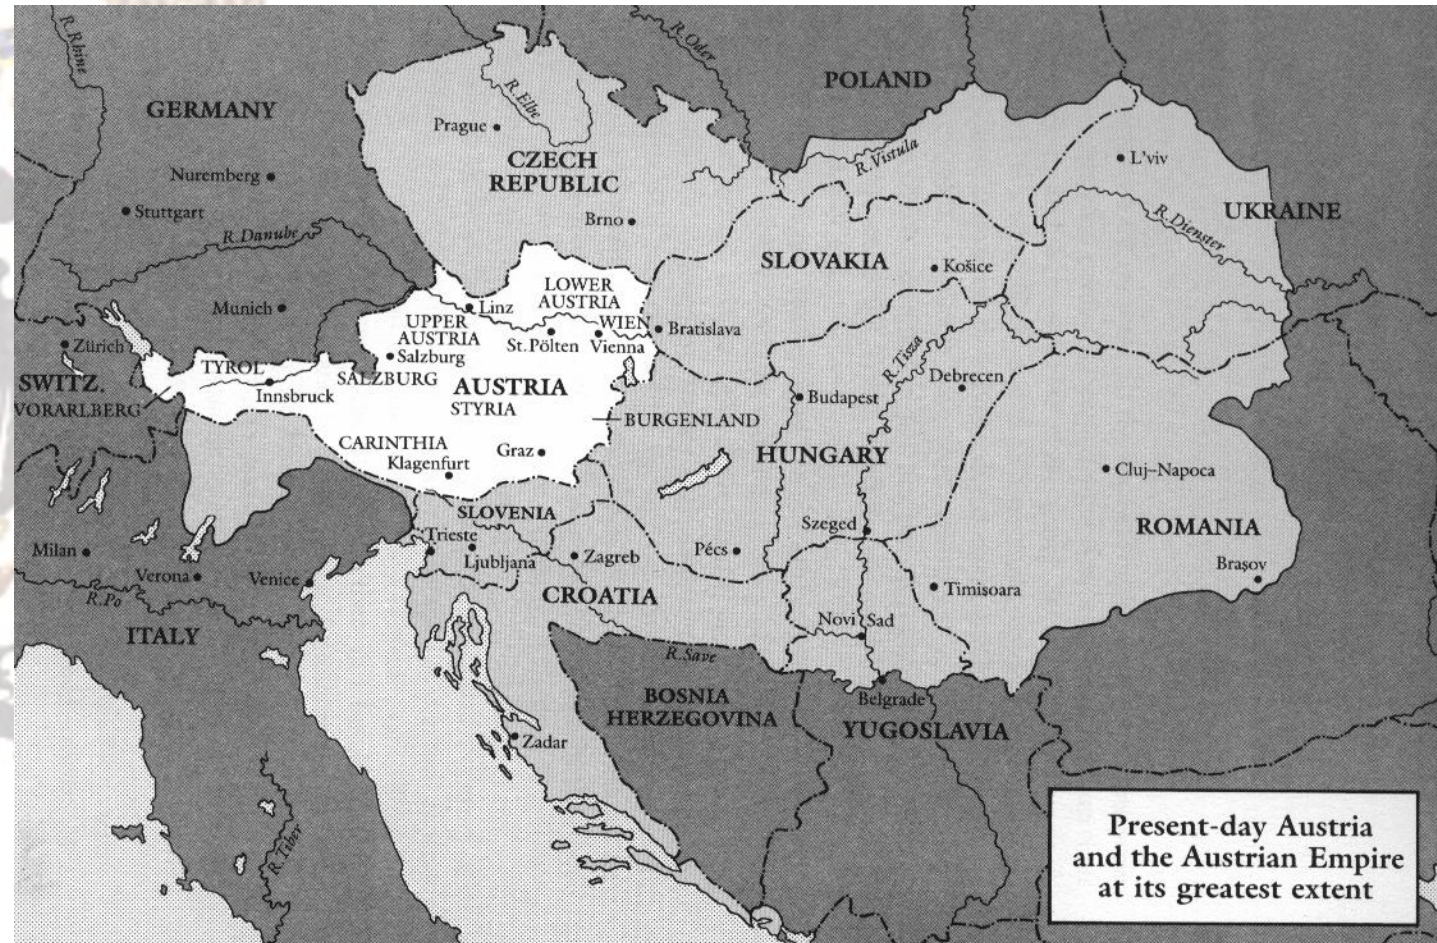 R.Rhine
R.Oder
POLAND
GERMANY
R.Elbe
Prague
CZECH
REPUBLIC
R.Vistula
L'viv
Nuremberg
Stuttgart
Brno
R.Danube
UKRAINE
R.Dienster
SLOVAKIA
Košice
LOWER
AUSTRIA
Munich
Linz
UPPER
AUSTRIA
WIEN
Bratislava
St.Pölten
Vienna
Zürich
Salzburg
TYROL
SALZBURG
SWITZ.
AUSTRIA
Innsbruck
STYRIA
VORARLBERG
R.Tisza
Debrecen
Budapest
BURGENLAND
CARINTHIA
Graz
Klagenfurt
HUNGARY
Cluj–Napoca
SLOVENIA
Szeged
ROMANIA
Trieste
Ljubljana
Zagreb
Pécs
Milan
Verona
Venice
Brașov
R.Po
CROATIA
Timisoara
ITALY
Novi Sad
R.Save
BOSNIA
HERZEGOVINA
Belgrade
YUGOSLAVIA
Zadar
R.Tiber
Present-day Austria
and the Austrian Empire
at its greatest extent